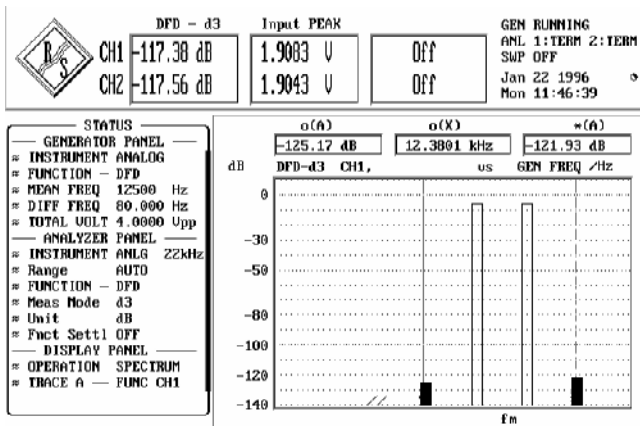 DFD – d3 Input PEAK
R S CH1 -117.38 dB 1.9083 V Off
CH2 -117.56 dB 1.9043 V Off
GEN RUNNING
ANL 1:TERM 2:TERM
SWP OFF
Jan 22 1996
Mon 11:46:39
STATUS
GENERATOR PANEL
≈ INSTRUMENT ANALOG
≈ FUNCTION – DFD
≈ MEAN FREQ 12500 Hz
≈ DIFF FREQ 80.000 Hz
≈ TOTAL VOLT 4.0000 Vpp
ANALYZER PANEL
≈ INSTRUMENT ANLG 22kHz
≈ Range AUTO
≈ FUNCTION – DFD
≈ Meas Mode d3
≈ Unit dB
≈ Fnct Settl OFF
DISPLAY PANEL
≈ OPERATION SPECTRUM
≈ TRACE A — FUNC CH1
o(A) o(X) *(A)
-125.17 dB 12.3801 kHz -121.93 dB
dB DFD-d3 CH1, vs GEN FREQ /Hz
0
-30
-50
-80
-100
-120
-140
fm